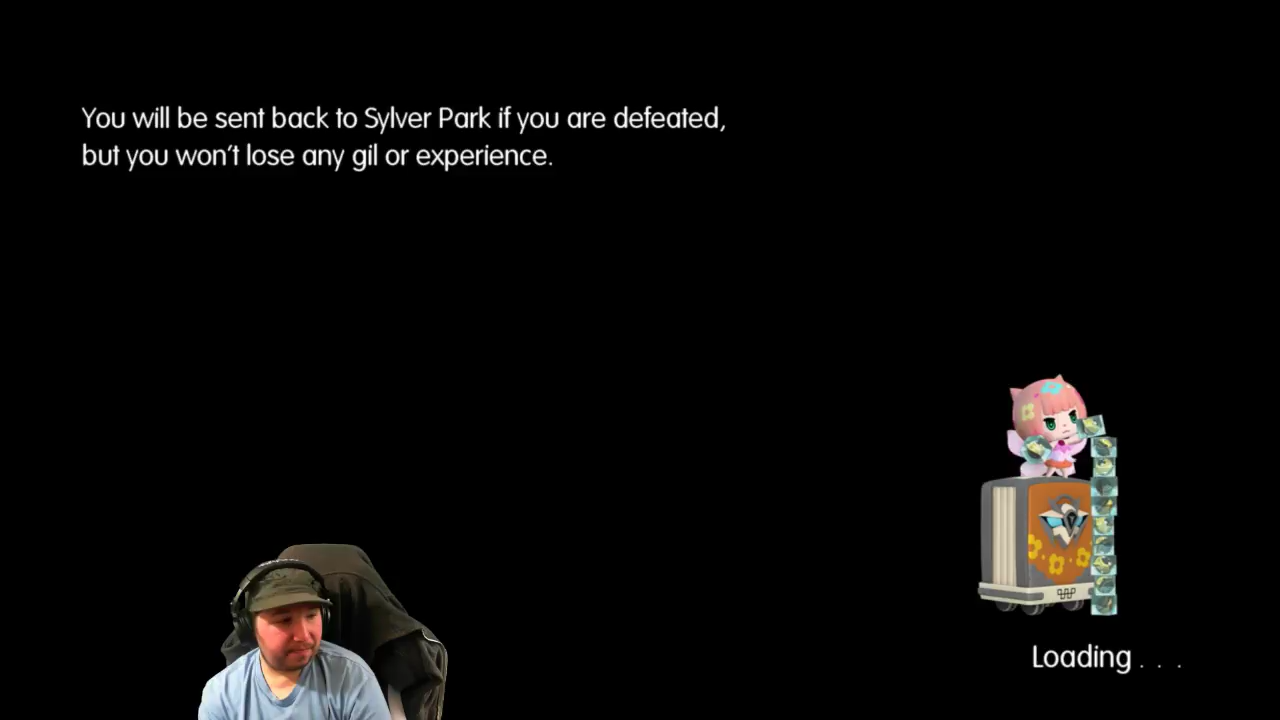 You will be sent back to Sylver Park if you are defeated,
but you won't lose any gil or experience.
Loading . . .